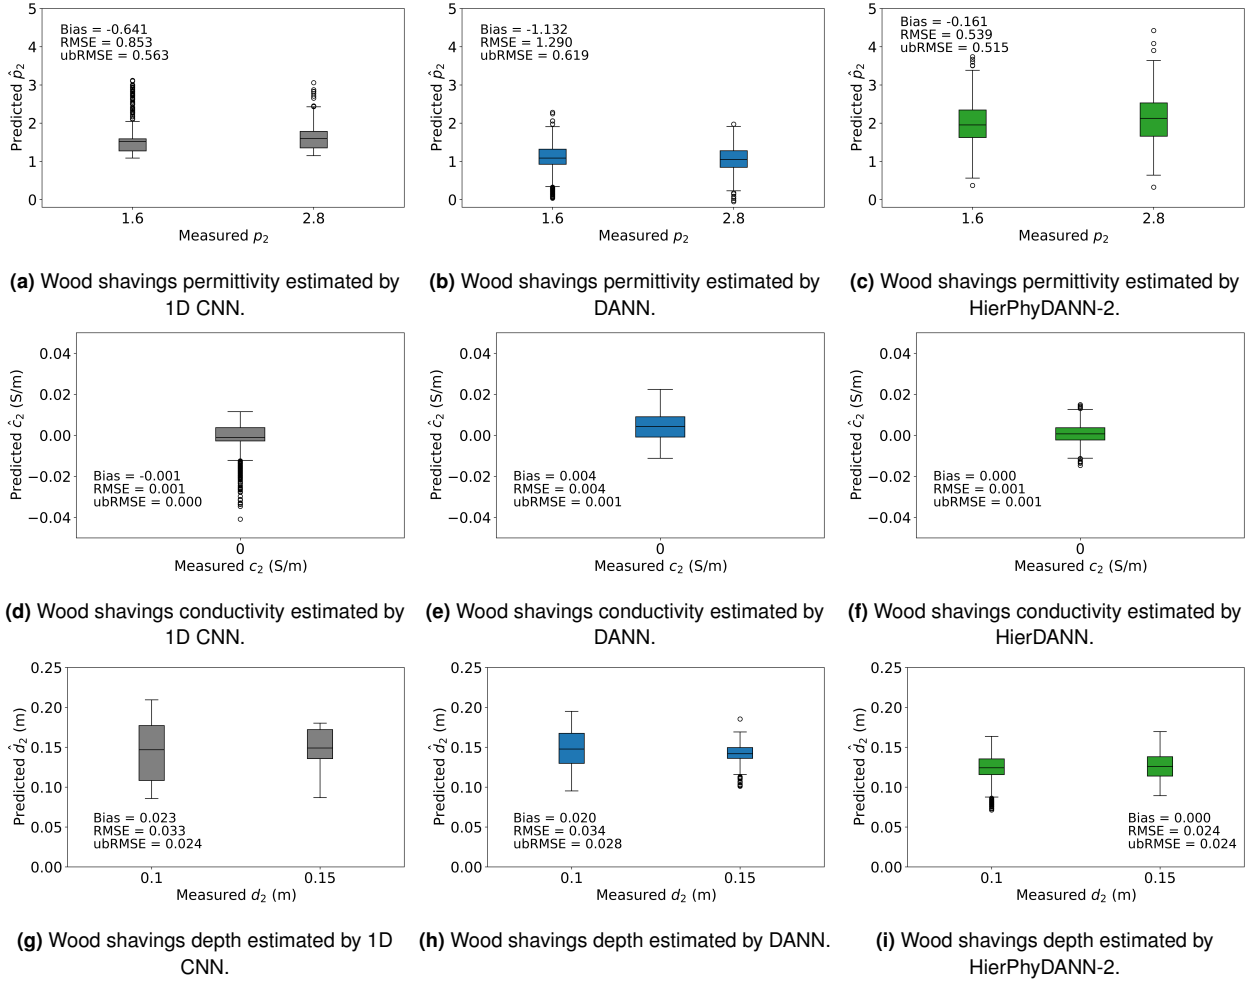 5
4
3
2
1
0
Predicted p̂₂
Bias = -0.641
RMSE = 0.853
ubRMSE = 0.563
1.6
2.8
Measured p₂
(a) Wood shavings permittivity estimated by
1D CNN.
5
4
3
2
1
0
Predicted p̂₂
Bias = -1.132
RMSE = 1.290
ubRMSE = 0.619
1.6
2.8
Measured p₂
(b) Wood shavings permittivity estimated by
DANN.
5
4
3
2
1
0
Predicted p̂₂
Bias = -0.161
RMSE = 0.539
ubRMSE = 0.515
1.6
2.8
Measured p₂
(c) Wood shavings permittivity estimated by
HierPhyDANN-2.
0.04
0.02
0.00
−0.02
−0.04
Predicted ĉ₂ (S/m)
Bias = -0.001
RMSE = 0.001
ubRMSE = 0.000
0
Measured c₂ (S/m)
(d) Wood shavings conductivity estimated by
1D CNN.
0.04
0.02
0.00
−0.02
−0.04
Predicted ĉ₂ (S/m)
Bias = 0.004
RMSE = 0.004
ubRMSE = 0.001
0
Measured c₂ (S/m)
(e) Wood shavings conductivity estimated by
DANN.
0.04
0.02
0.00
−0.02
−0.04
Predicted ĉ₂ (S/m)
Bias = 0.000
RMSE = 0.001
ubRMSE = 0.001
0
Measured c₂ (S/m)
(f) Wood shavings conductivity estimated by
HierDANN.
0.25
0.20
0.15
0.10
0.05
0.00
Predicted d̂₂ (m)
Bias = 0.023
RMSE = 0.033
ubRMSE = 0.024
0.1
0.15
Measured d₂ (m)
(g) Wood shavings depth estimated by 1D
CNN.
0.25
0.20
0.15
0.10
0.05
0.00
Predicted d̂₂ (m)
Bias = 0.020
RMSE = 0.034
ubRMSE = 0.028
0.1
0.15
Measured d₂ (m)
(h) Wood shavings depth estimated by DANN.
0.25
0.20
0.15
0.10
0.05
0.00
Predicted d̂₂ (m)
Bias = 0.000
RMSE = 0.024
ubRMSE = 0.024
0.1
0.15
Measured d₂ (m)
(i) Wood shavings depth estimated by
HierPhyDANN-2.